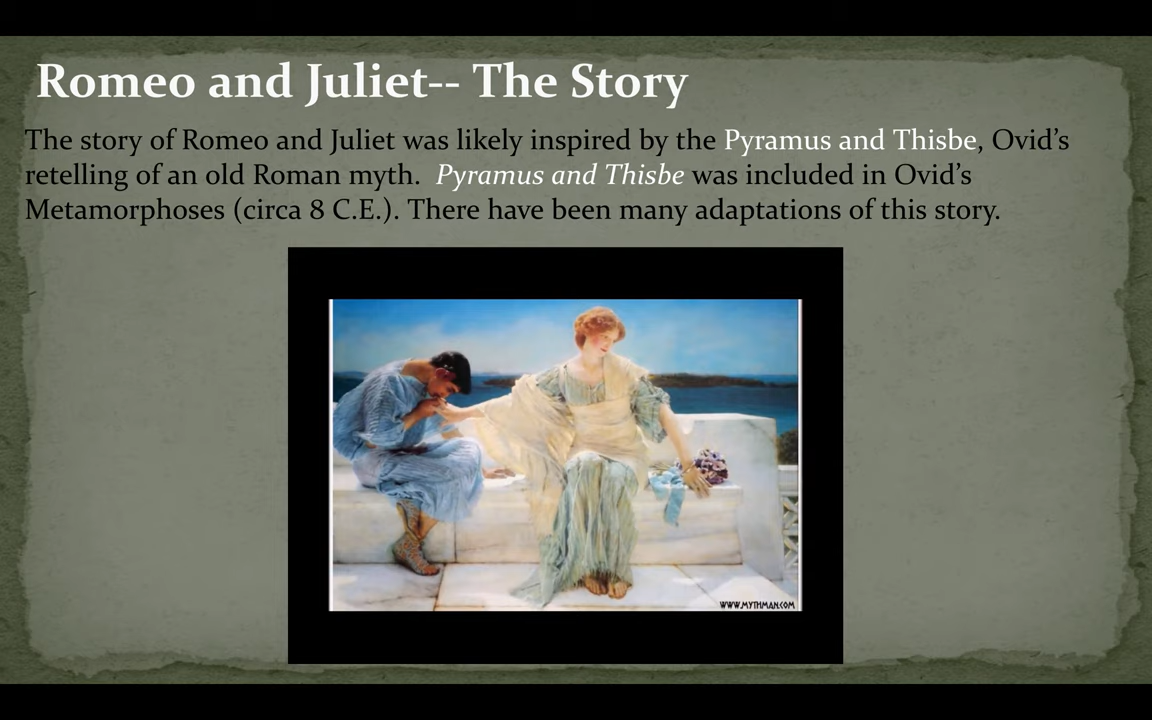 Romeo and Juliet-- The Story
The story of Romeo and Juliet was likely inspired by the Pyramus and Thisbe, Ovid’s
retelling of an old Roman myth.  Pyramus and Thisbe was included in Ovid’s
Metamorphoses (circa 8 C.E.). There have been many adaptations of this story.
WWW.MYTHMAN.COM